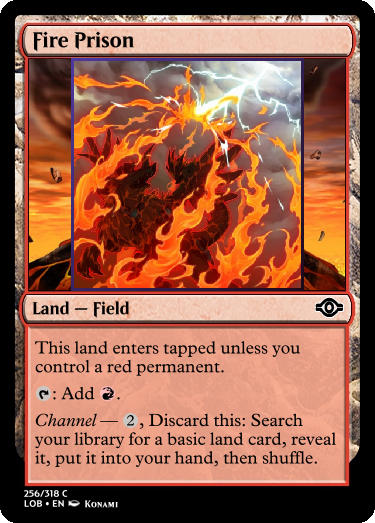 Fire Prison
Land — Field
This land enters tapped unless you
control a red permanent.
: Add .
Channel — 2, Discard this: Search
your library for a basic land card, reveal
it, put it into your hand, then shuffle.
256/318 C
LOB • EN Konami